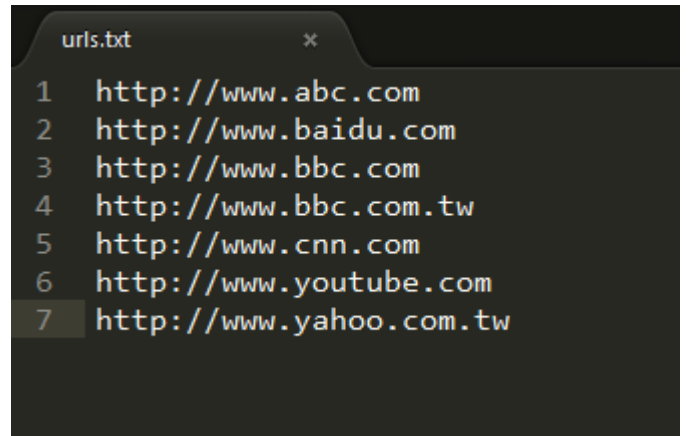 urls.txt ×
1 http://www.abc.com
2 http://www.baidu.com
3 http://www.bbc.com
4 http://www.bbc.com.tw
5 http://www.cnn.com
6 http://www.youtube.com
7 http://www.yahoo.com.tw